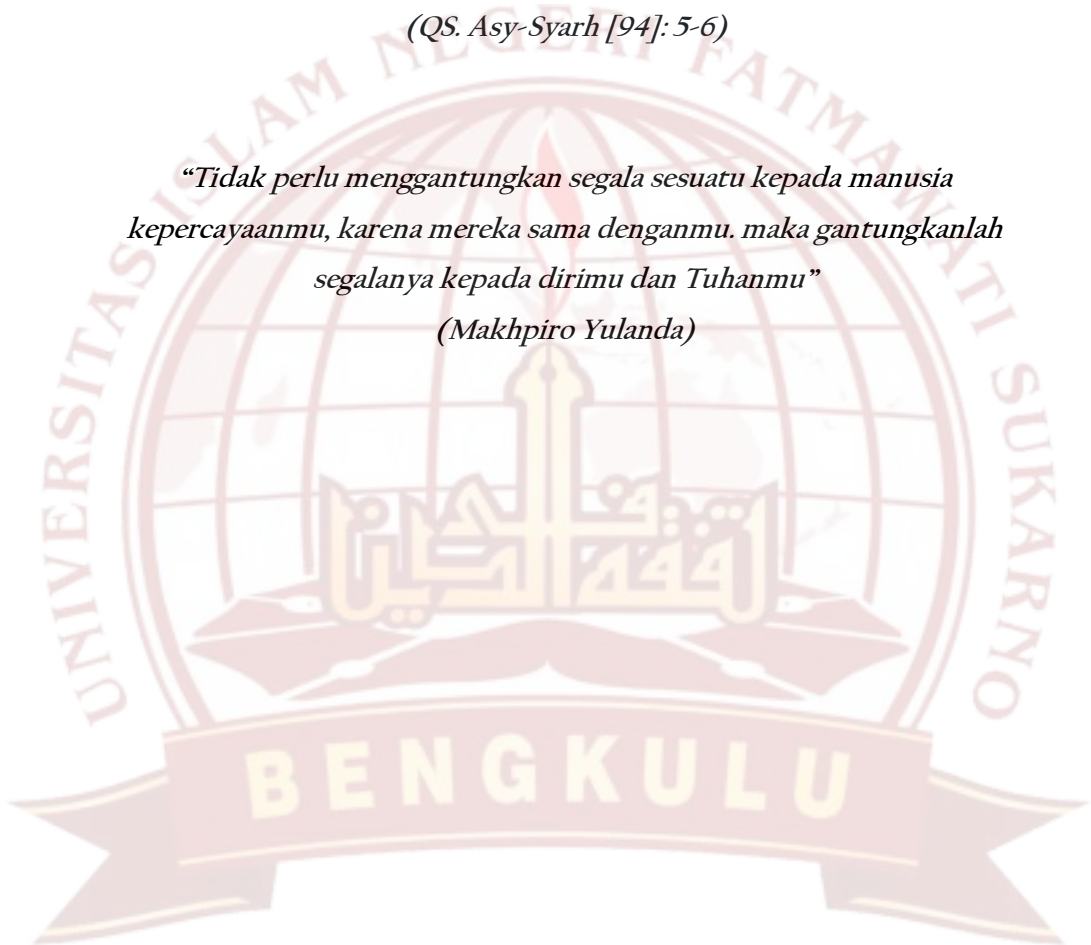 (QS. Asy-Syarh [94]: 5-6)
UNIVERSITAS ISLAM NEGERI FATMAWATI SUKARNO
“Tidak perlu menggantungkan segala sesuatu kepada manusia
kepercayaanmu, karena mereka sama denganmu. maka gantungkanlah
segalanya kepada dirimu dan Tuhanmu”
(Makhpiro Yulanda)
BENGKULU